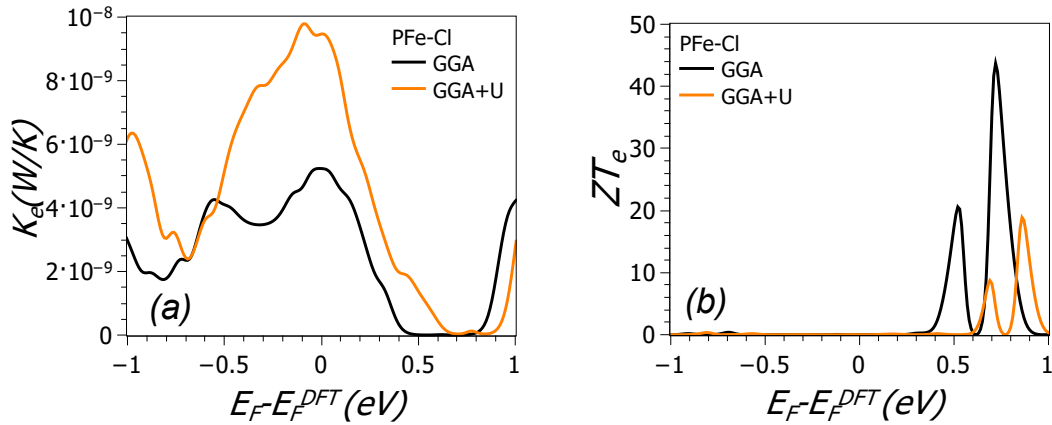 10⁻⁸
8·10⁻⁹
6·10⁻⁹
4·10⁻⁹
2·10⁻⁹
0
K_e(W/K)
PFe-Cl
GGA
GGA+U
(a)
−1
−0.5
0
0.5
1
E_F-E_F^DFT(eV)
50
40
30
20
10
0
ZT_e
PFe-Cl
GGA
GGA+U
(b)
−1
−0.5
0
0.5
1
E_F-E_F^DFT(eV)